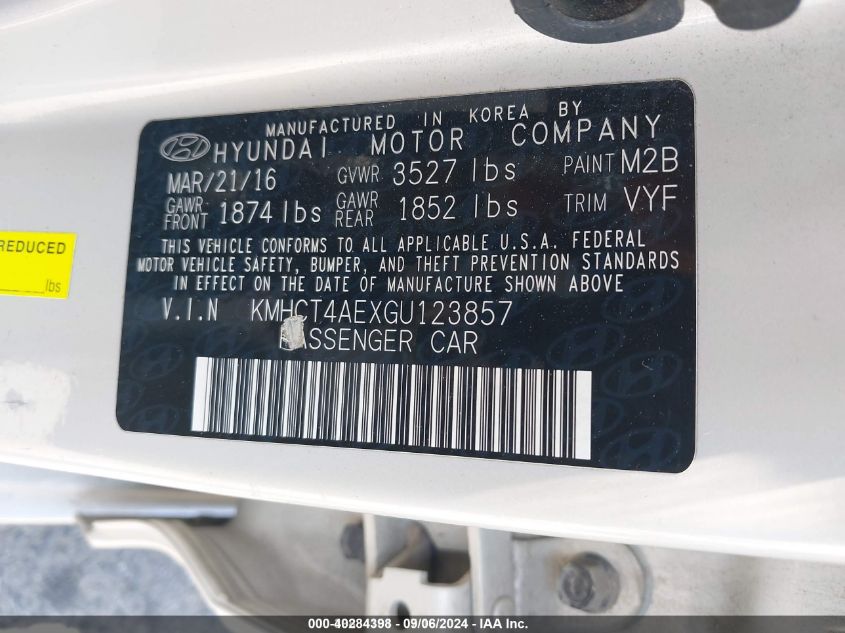 MANUFACTURED IN KOREA BY
HYUNDAI MOTOR COMPANY
MAR/21/16 GVWR 3527 lbs PAINT M2B
GAWR FRONT 1874 lbs GAWR REAR 1852 lbs TRIM VYF
THIS VEHICLE CONFORMS TO ALL APPLICABLE U.S.A. FEDERAL
MOTOR VEHICLE SAFETY, BUMPER, AND THEFT PREVENTION STANDARDS
IN EFFECT ON THE DATE OF MANUFACTURE SHOWN ABOVE
V.I.N KMHCT4AEXGU123857
PASSENGER CAR
REDUCED
lbs
000-40284398 - 09/06/2024 - IAA Inc.